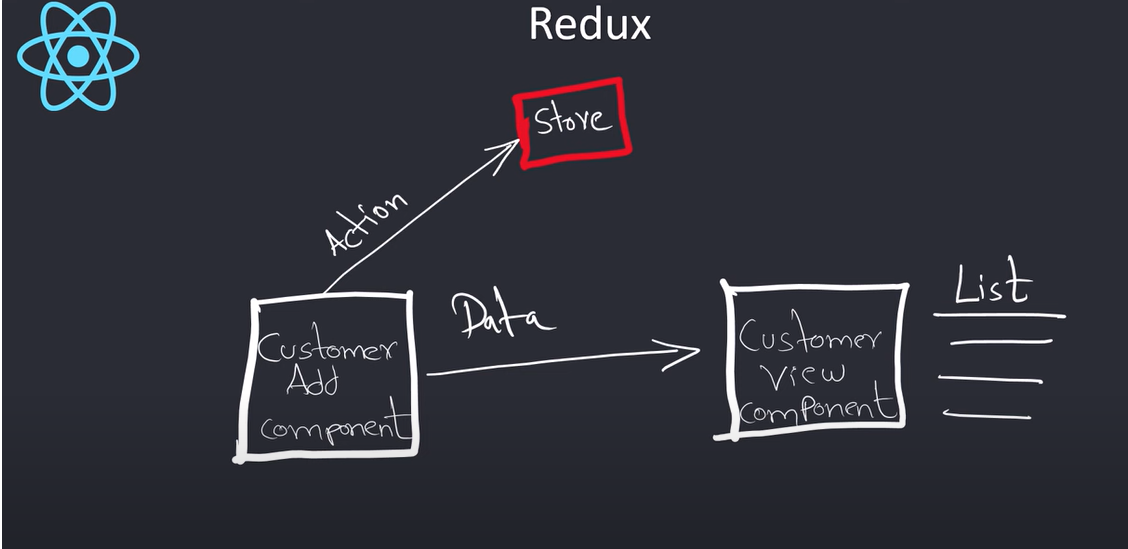 Redux
Store
Action
Data
List
Customer
Add
component
Customer
View
component